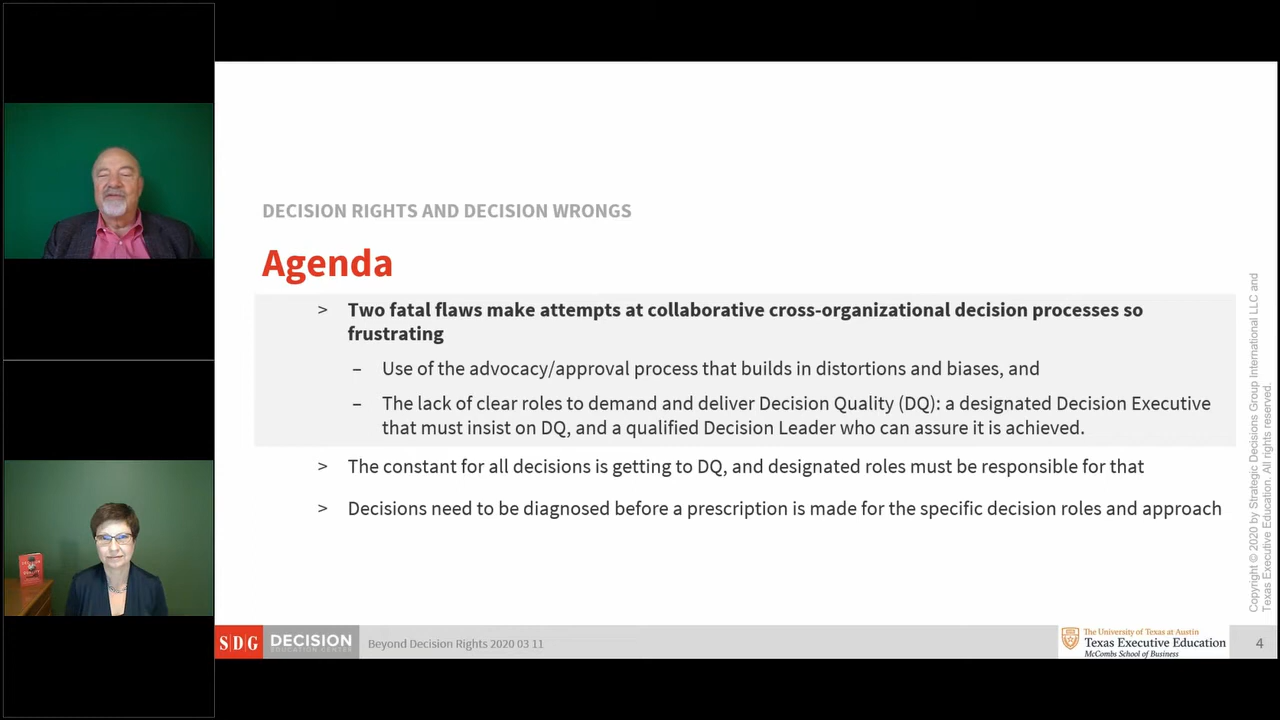 DECISION RIGHTS AND DECISION WRONGS
Agenda
> Two fatal flaws make attempts at collaborative cross-organizational decision processes so
frustrating
– Use of the advocacy/approval process that builds in distortions and biases, and
– The lack of clear roles to demand and deliver Decision Quality (DQ): a designated Decision Executive
that must insist on DQ, and a qualified Decision Leader who can assure it is achieved.
> The constant for all decisions is getting to DQ, and designated roles must be responsible for that
> Decisions need to be diagnosed before a prescription is made for the specific decision roles and approach
Copyright © 2020 by Strategic Decisions Group International LLC and
Texas Executive Education. All rights reserved.
S|D|G DECISION
EDUCATION CENTER
Beyond Decision Rights 2020 03 11
The University of Texas at Austin
Texas Executive Education
McCombs School of Business
4